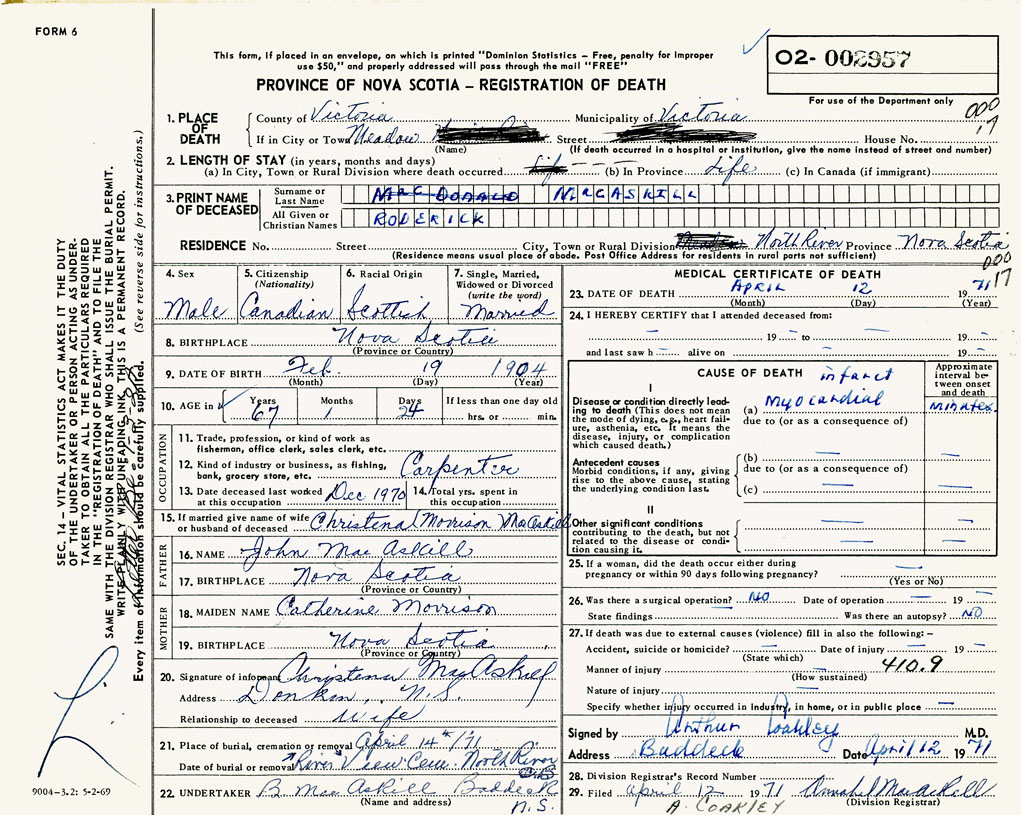 FORM 6
This form, if placed in an envelope, on which is printed "Dominion Statistics – Free, penalty for improper
use $50," and properly addressed will pass through the mail "FREE"
PROVINCE OF NOVA SCOTIA – REGISTRATION OF DEATH
02- 002957
For use of the Department only
000
17
1. PLACE OF DEATH
County of Victoria Municipality of Victoria
If in City or Town Meadow Street House No.
(Name) (If death occurred in a hospital or institution, give the name instead of street and number)
2. LENGTH OF STAY (in years, months and days)
(a) In City, Town or Rural Division where death occurred Life (b) In Province Life (c) In Canada (if immigrant)
3. PRINT NAME OF DECEASED
Surname or Last Name MacDONALD MacASKILL
All Given or Christian Names RODERICK
RESIDENCE No. Street City, Town or Rural Division North River Province Nova Scotia
(Residence means usual place of abode. Post Office Address for residents in rural parts not sufficient)
000
17
4. Sex
Male
5. Citizenship
(Nationality)
Canadian
6. Racial Origin
Scottish
7. Single, Married,
Widowed or Divorced
(write the word)
Married
8. BIRTHPLACE Nova Scotia
(Province or Country)
9. DATE OF BIRTH Feb. 19 1904
(Month) (Day) (Year)
10. AGE in Years 67 Months 1 Days 24 If less than one day old
hrs. or min.
OCCUPATION
11. Trade, profession, or kind of work as
fisherman, office clerk, sales clerk, etc.
12. Kind of industry or business, as fishing,
bank, grocery store, etc. Carpenter
13. Date deceased last worked at this occupation Dec 1970
14. Total yrs. spent in this occupation
15. If married give name of wife
or husband of deceased Christena (Morrison MacAskill
FATHER
16. NAME John MacAskill
17. BIRTHPLACE Nova Scotia
(Province or Country)
MOTHER
18. MAIDEN NAME Catherine Morrison
19. BIRTHPLACE Nova Scotia
(Province or Country)
20. Signature of informant Christena MacAskill
Address Donkin, N.S.
Relationship to deceased Wife
21. Place of burial, cremation or removal April 14th/71
Date of burial or removal River View Cem. North River
C.B.
22. UNDERTAKER B. MacAskill Baddeck
(Name and address) N.S.
MEDICAL CERTIFICATE OF DEATH
23. DATE OF DEATH APRIL 12 1971
(Month) (Day) (Year)
24. I HEREBY CERTIFY that I attended deceased from:
– – 19 – to – 19 –
and last saw h alive on – 19 –
CAUSE OF DEATH
Approximate
interval be-
tween onset
and death
I
infarct
Disease or condition directly lead-
ing to death (This does not mean
the mode of dying, e.g., heart fail-
ure, asthenia, etc. It means the
disease, injury, or complication
which caused death.)
(a) myocardial minutes
due to (or as a consequence of)
Antecedent causes
Morbid conditions, if any, giving
rise to the above cause, stating
the underlying condition last.
(b) –
due to (or as a consequence of)
(c) –
II
Other significant conditions
contributing to the death, but not
related to the disease or condi-
tion causing it.
25. If a woman, did the death occur either during
pregnancy or within 90 days following pregnancy? –
(Yes or No)
26. Was there a surgical operation? NO Date of operation – 19 –
State findings – Was there an autopsy? NO
27. If death was due to external causes (violence) fill in also the following: –
Accident, suicide or homicide? – Date of injury – 19 –
(State which)
Manner of injury – 410.9
(How sustained)
Nature of injury –
Specify whether injury occurred in industry, in home, or in public place –
Signed by Arthur Coakley M.D.
Address Baddeck Date April 12 1971
28. Division Registrar's Record Number
29. Filed April 12 1971 Annabel MacAskill
(Division Registrar)
A. COAKLEY
SEC. 14 – VITAL STATISTICS ACT MAKES IT THE DUTY
OF THE UNDERTAKER OR PERSON ACTING AS UNDER-
TAKER TO OBTAIN ALL THE PARTICULARS REQUIRED
IN THE "REGISTRATION OF DEATH" AND TO FILE THE
SAME WITH THE DIVISION REGISTRAR WHO SHALL ISSUE THE BURIAL PERMIT.
WRITE PLAINLY WITH UNFADING INK, THIS IS A PERMANENT RECORD.
Every item of information should be carefully supplied. (See reverse side for instructions.)
9004-3.2: 5-2-69